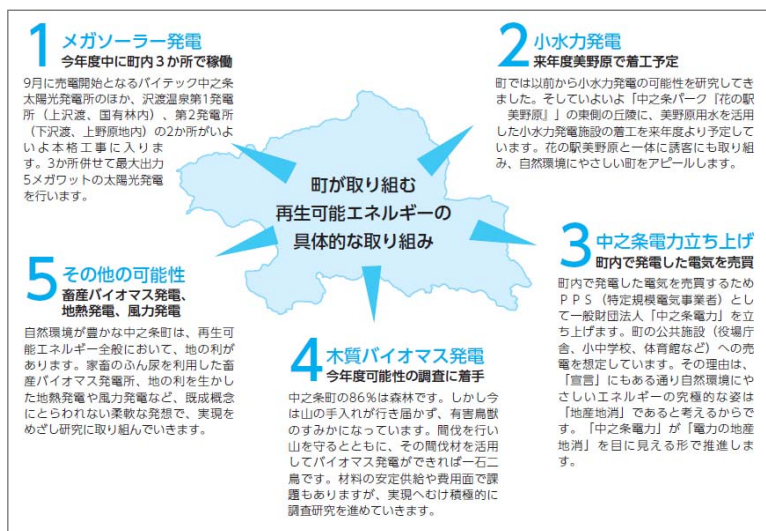 1 メガソーラー発電
今年度中に町内3か所で稼働
9月に売電開始となるバイテック中之条
太陽光発電所のほか、沢渡温泉第1発電
所（上沢渡、国有林内）、第2発電所
（下沢渡、上野原地内）の2か所がいよ
いよ本格工事に入りま
す。3か所併せて最大出力
5メガワットの太陽光発電
を行います。
2 小水力発電
来年度美野原で着工予定
町では以前から小水力発電の可能性を研究してき
ました。そしていよいよ「中之条パーク『花の駅
美野原』」の東側の丘陵に、美野原用水を活用
した小水力発電施設の着工を来年度より予定して
います。花の駅美野原と一体に誘客にも取り組
み、自然環境にやさしい町をアピールします。
町が取り組む
再生可能エネルギーの
具体的な取り組み
3 中之条電力立ち上げ
町内で発電した電気を売買
町内で発電した電気を売買するため
PPS（特定規模電気事業者）とし
て一般財団法人「中之条電力」を立
ち上げます。町の公共施設（役場庁
舎、小中学校、体育館など）への売
電を想定しています。その理由は、
「宣言」にもある通り自然環境にや
さしいエネルギーの究極的な姿は
「地産地消」であると考えるからで
す。「中之条電力」が「電力の地産
地消」を目に見える形で推進しま
す。
4 木質バイオマス発電
今年度可能性の調査に着手
中之条町の86％は森林です。しかし今
は山の手入れが行き届かず、有害鳥獣
のすみかになっています。間伐を行い
山を守るとともに、その間伐材を活用
してバイオマス発電ができれば一石二
鳥です。材料の安定供給や費用面で課
題もありますが、実現へむけ積極的に
調査研究を進めていきます。
5 その他の可能性
畜産バイオマス発電、
地熱発電、風力発電
自然環境が豊かな中之条町は、再生可
能エネルギー全般において、地の利が
あります。家畜のふん尿を利用した畜
産バイオマス発電所、地の利を生かし
た地熱発電や風力発電など、既成概念
にとらわれない柔軟な発想で、実現を
めざし研究に取り組んでいきます。